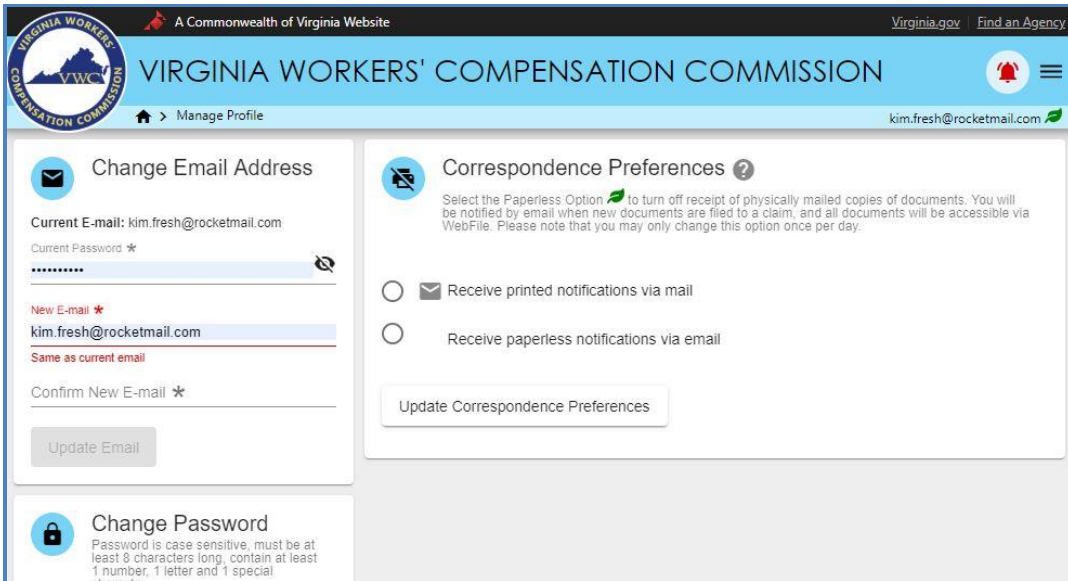 A Commonwealth of Virginia Website
Virginia.gov | Find an Agency
VIRGINIA WORKERS' COMPENSATION COMMISSION
VWC
VIRGINIA WORKERS' COMPENSATION COMMISSION
> Manage Profile
kim.fresh@rocketmail.com
Change Email Address
Current E-mail: kim.fresh@rocketmail.com
Current Password *
••••••••••
New E-mail *
kim.fresh@rocketmail.com
Same as current email
Confirm New E-mail *
Update Email
Change Password
Password is case sensitive, must be at
least 8 characters long, contain at least
1 number, 1 letter and 1 special
Correspondence Preferences ?
Select the Paperless Option to turn off receipt of physically mailed copies of documents. You will
be notified by email when new documents are filed to a claim, and all documents will be accessible via
WebFile. Please note that you may only change this option once per day.
Receive printed notifications via mail
Receive paperless notifications via email
Update Correspondence Preferences